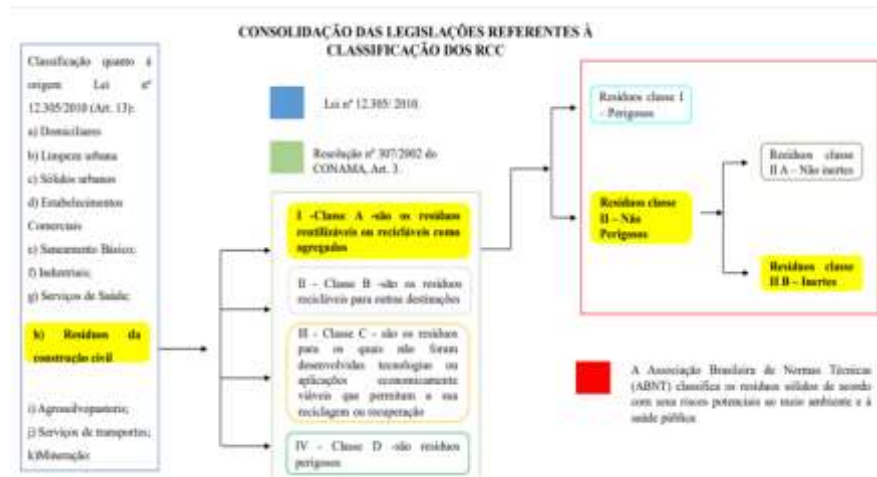 CONSOLIDAÇÃO DAS LEGISLAÇÕES REFERENTES À
CLASSIFICAÇÃO DOS RCC
Classificação quanto à
origem Lei nº
12.305/2010 (Art. 13):
a) Domiciliares
b) Limpeza urbana
c) Sólidos urbanos
d) Estabelecimentos
Comerciais
e) Saneamento Básico;
f) Industriais;
g) Serviços de Saúde;
h) Resíduos da
construção civil
i) Agrossilvopastoris;
j) Serviços de transportes;
k)Mineração
Lei nº 12.305/ 2010.
Resolução nº 307/2002 do
CONAMA, Art. 3.
I -Classe A -são os resíduos
reutilizáveis ou recicláveis como
agregados
II - Classe B -são os resíduos
recicláveis para outras destinações
III - Classe C - são os resíduos
para os quais não foram
desenvolvidas tecnologias ou
aplicações economicamente
viáveis que permitam a sua
reciclagem ou recuperação
IV - Classe D -são resíduos
perigosos
Resíduos classe I
– Perigosos
Resíduos classe
II – Não
Perigosos
Resíduos classe
II A – Não inertes
Resíduos classe
II B – Inertes
A Associação Brasileira de Normas Técnicas
(ABNT) classifica os resíduos sólidos de acordo
com seus riscos potenciais ao meio ambiente e à
saúde pública